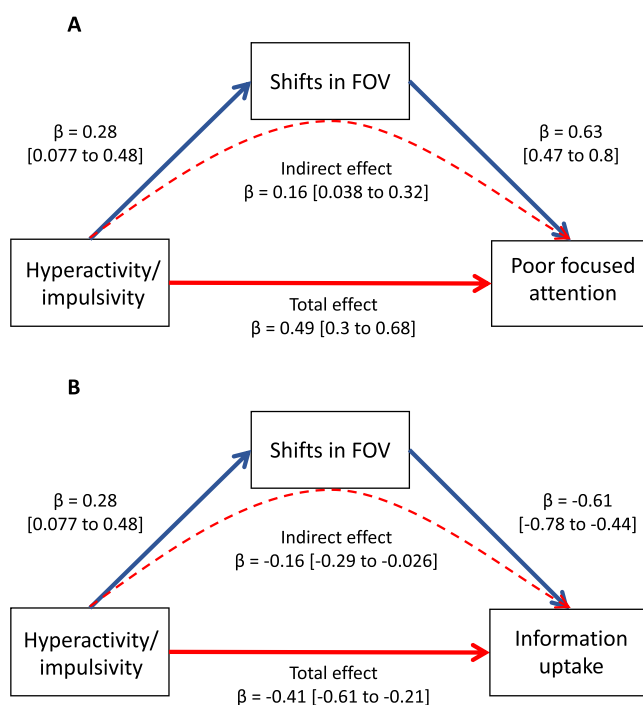 A
Shifts in FOV
β = 0.28
[0.077 to 0.48]
β = 0.63
[0.47 to 0.8]
Indirect effect
β = 0.16 [0.038 to 0.32]
Hyperactivity/
impulsivity
Poor focused
attention
Total effect
β = 0.49 [0.3 to 0.68]
B
Shifts in FOV
β = 0.28
[0.077 to 0.48]
β = -0.61
[-0.78 to -0.44]
Indirect effect
β = -0.16 [-0.29 to -0.026]
Hyperactivity/
impulsivity
Information
uptake
Total effect
β = -0.41 [-0.61 to -0.21]